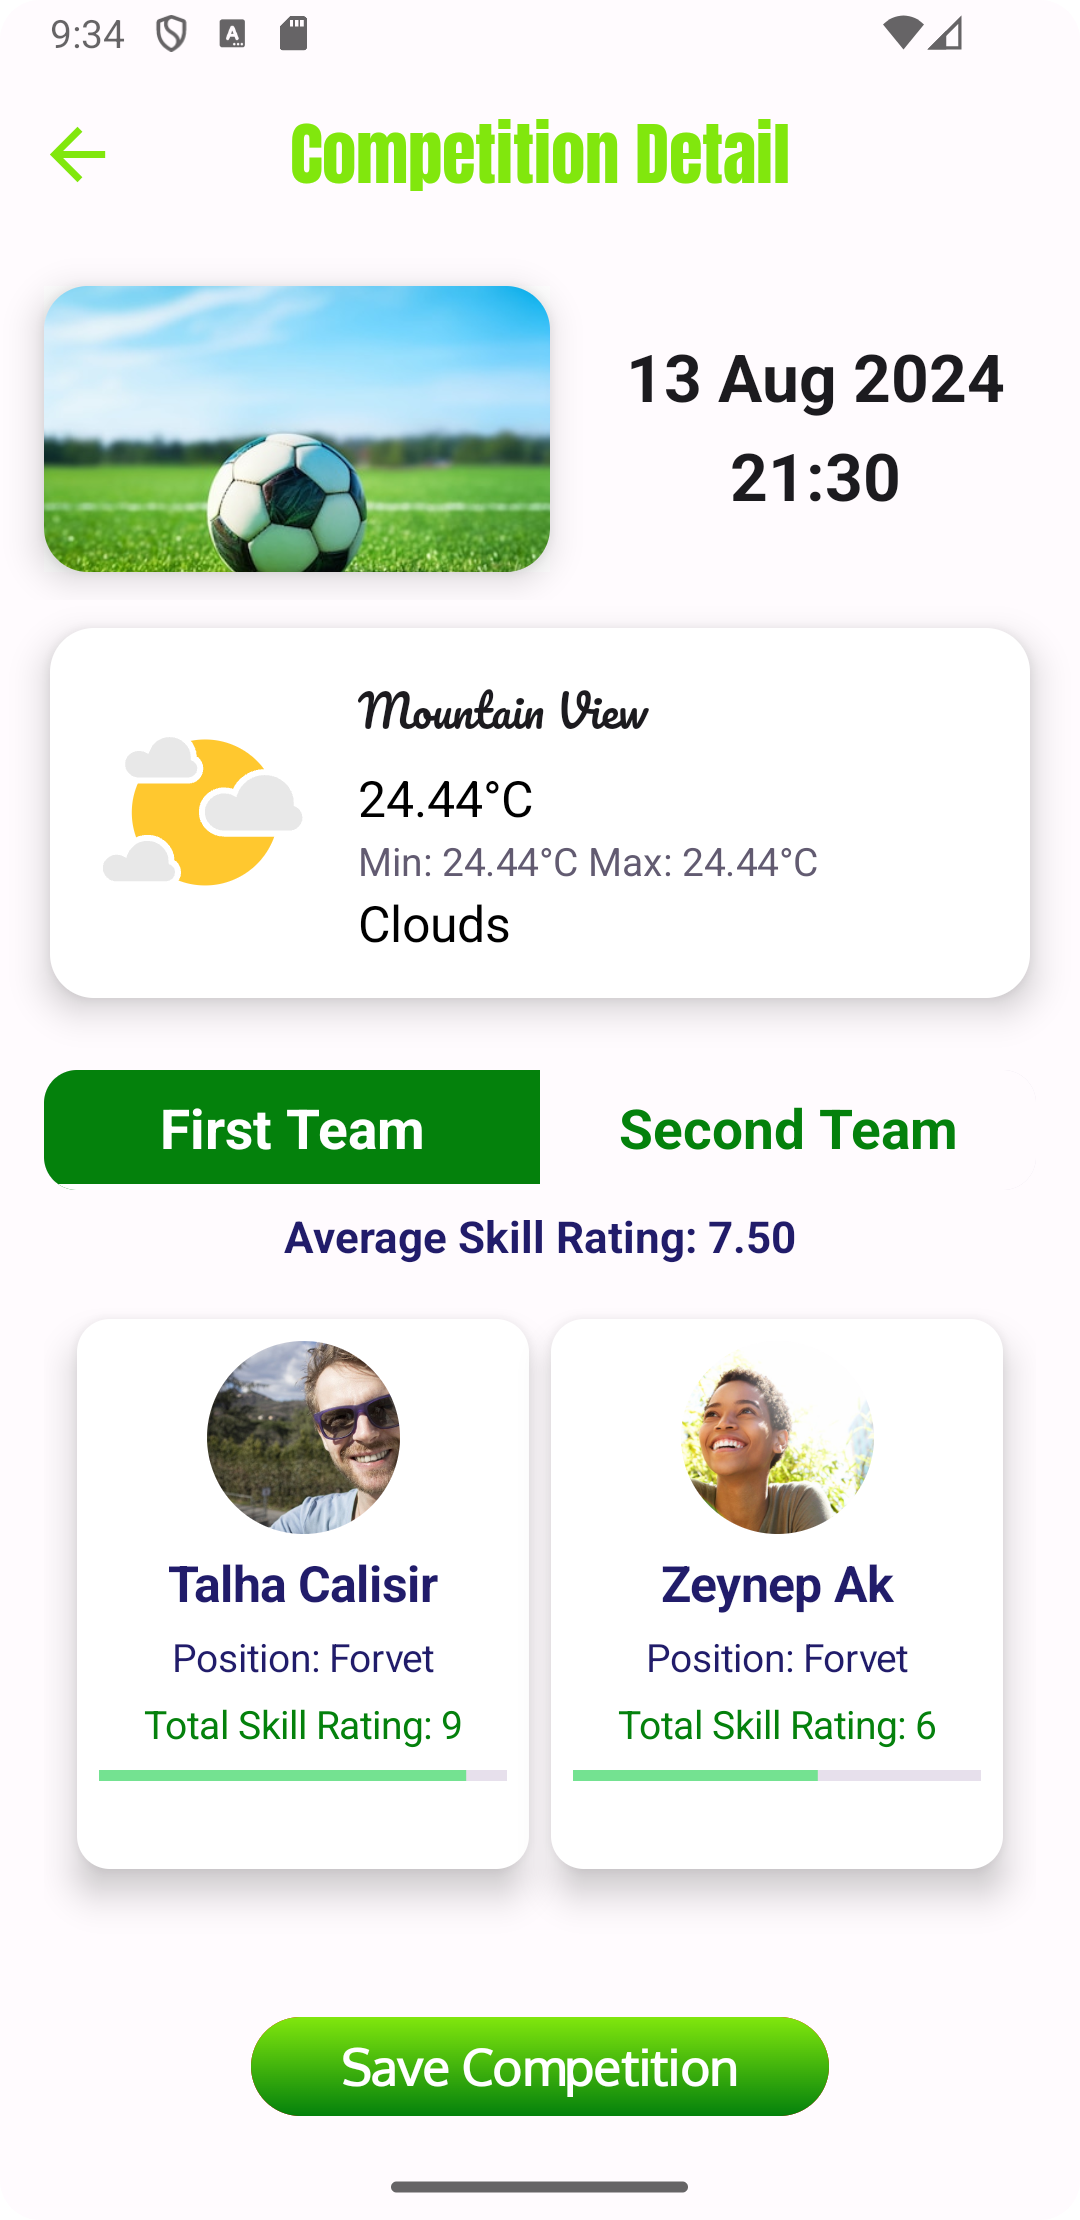 9:34
Competition Detail
13 Aug 2024
21:30
Mountain View
24.44°C
Min: 24.44°C Max: 24.44°C
Clouds
First Team
Second Team
Average Skill Rating: 7.50
Talha Calisir
Position: Forvet
Total Skill Rating: 9
Zeynep Ak
Position: Forvet
Total Skill Rating: 6
Save Competition